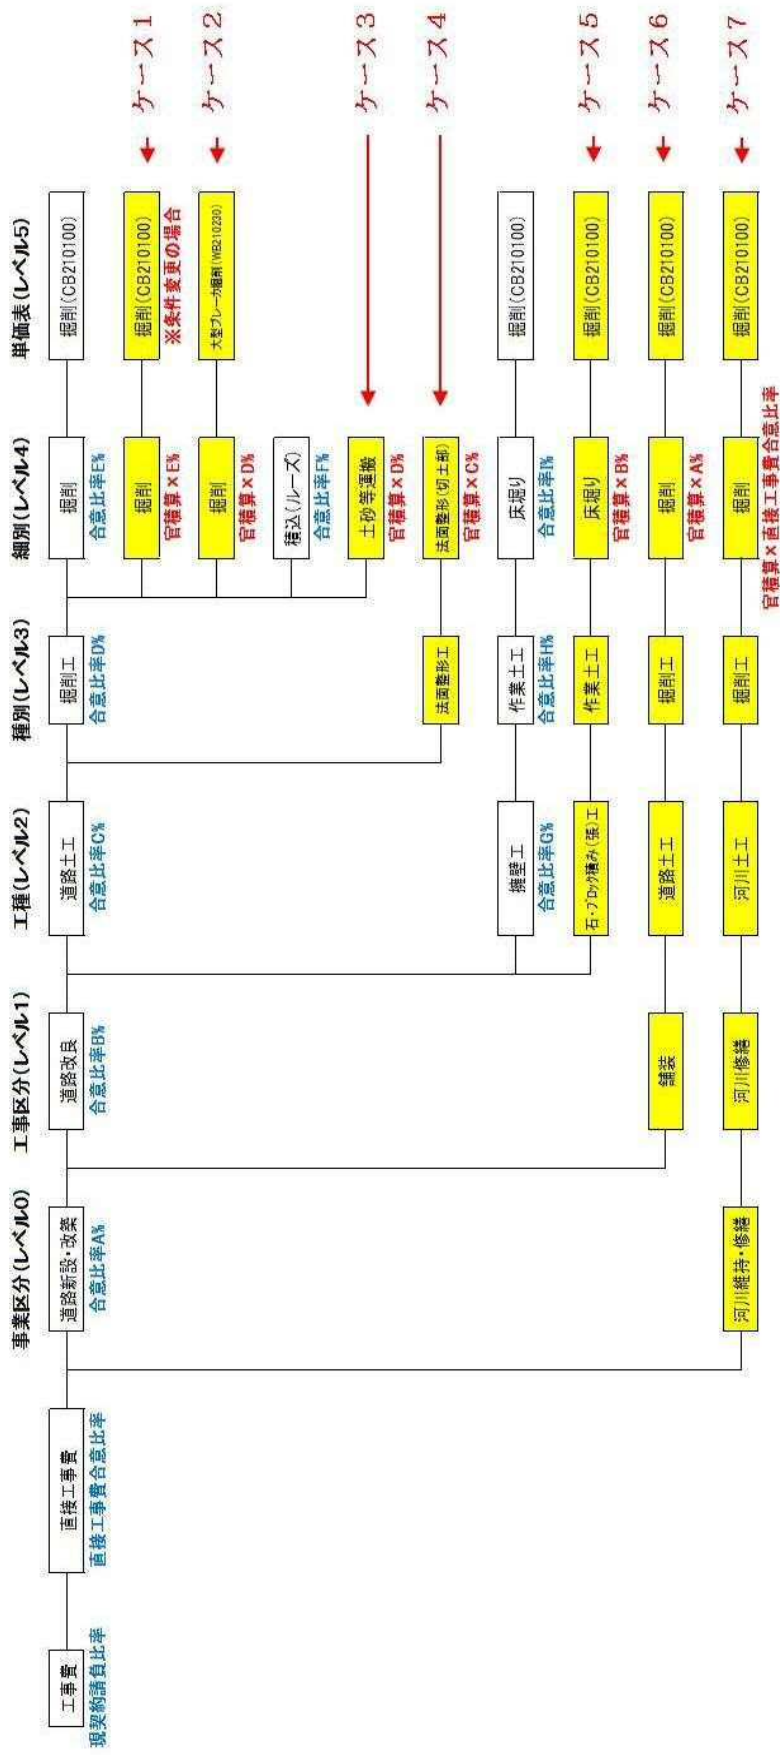 事業区分(レベル0)
工事区分(レベル1)
工種(レベル2)
種別(レベル3)
細別(レベル4)
単価表(レベル5)
工事費
現契約請負比率
直接工事費
直接工事費合意比率
道路新設・改築
合意比率A%
道路改良
合意比率B%
道路土工
合意比率C%
掘削工
合意比率D%
掘削
合意比率E%
掘削(CB210100)
掘削
官積算×E%
掘削(CB210100)
※条件変更の場合
ケース1
掘削
官積算×D%
大型ブレーカ掘削(WB210230)
ケース2
積込(ルーズ)
合意比率F%
土砂等運搬
官積算×D%
ケース3
法面整形工
法面整形(切土部)
官積算×C%
ケース4
擁壁工
合意比率G%
作業土工
合意比率H%
床堀り
合意比率I%
掘削(CB210100)
石・ブロック積み(張)工
作業土工
床堀り
官積算×B%
掘削(CB210100)
ケース5
舗装
道路土工
掘削工
掘削
官積算×A%
掘削(CB210100)
ケース6
河川維持・修繕
河川修繕
河川土工
掘削工
掘削
官積算×直接工事費合意比率
掘削(CB210100)
ケース7